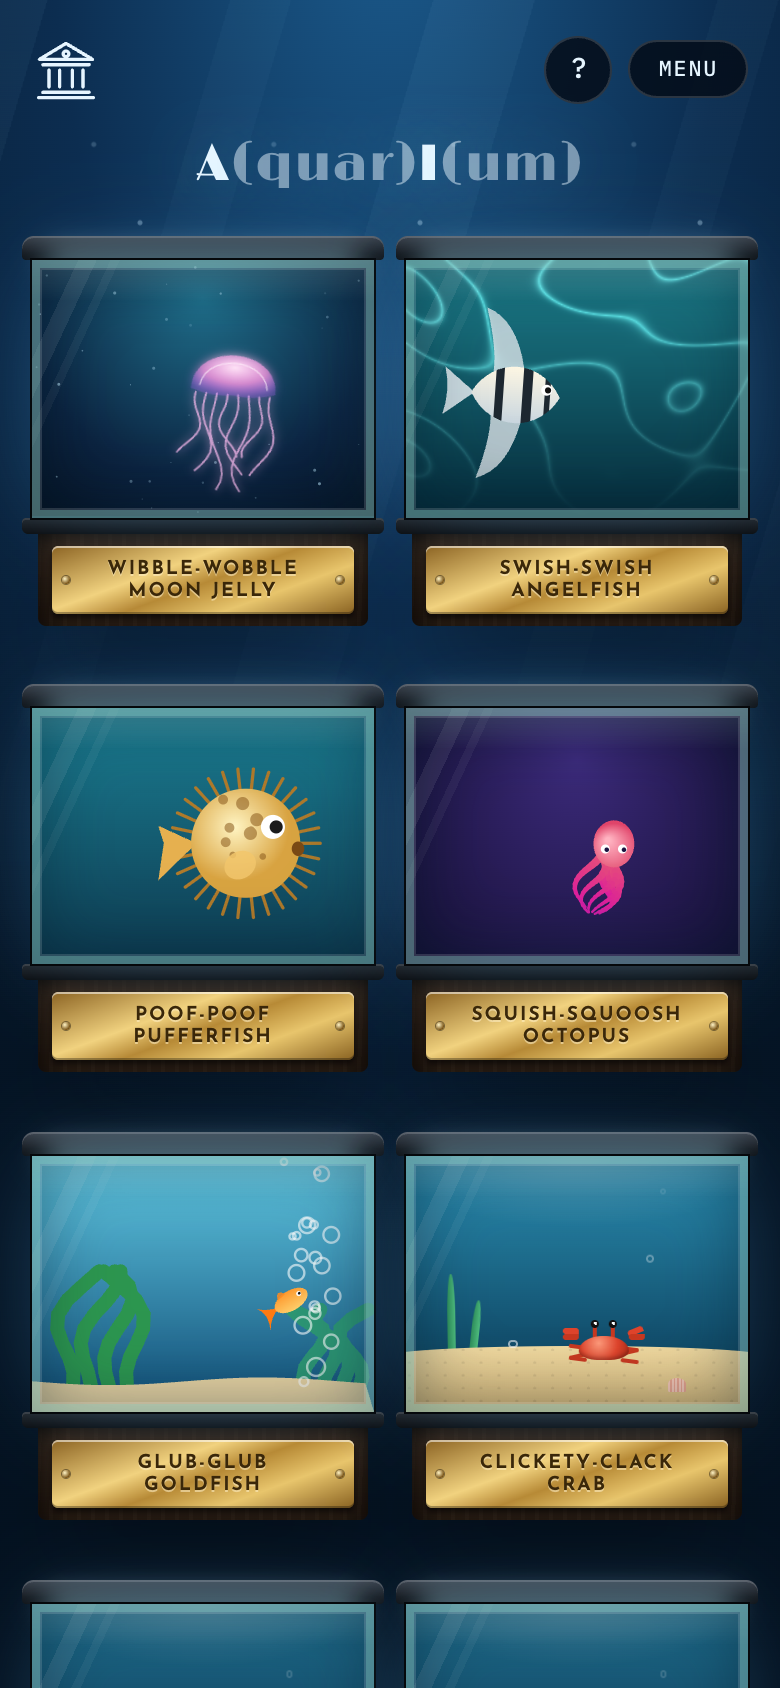 ?
MENU
A(quar)I(um)
WIBBLE-WOBBLE
MOON JELLY
SWISH-SWISH
ANGELFISH
POOF-POOF
PUFFERFISH
SQUISH-SQUOOSH
OCTOPUS
GLUB-GLUB
GOLDFISH
CLICKETY-CLACK
CRAB